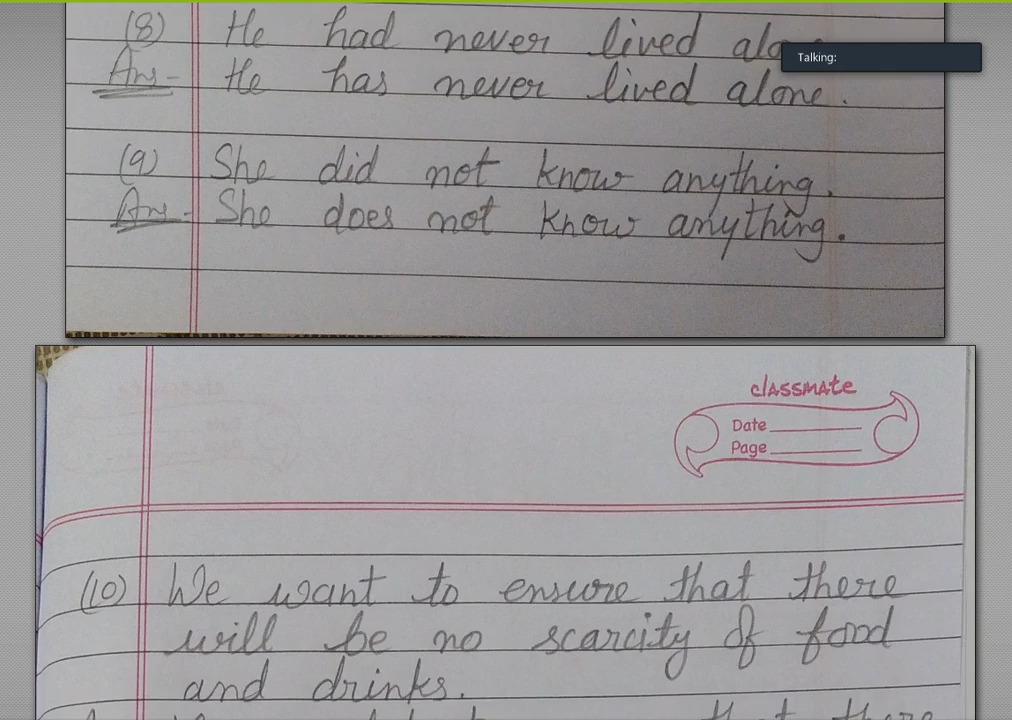 (8) He had never lived
Talking:
Ans- He has never lived alone.
(9) She did not know anything.
Ans- She does not know anything.
classmate
Date
Page
(10) We want to ensure that there
will be no scarcity of food
and drinks.
that there